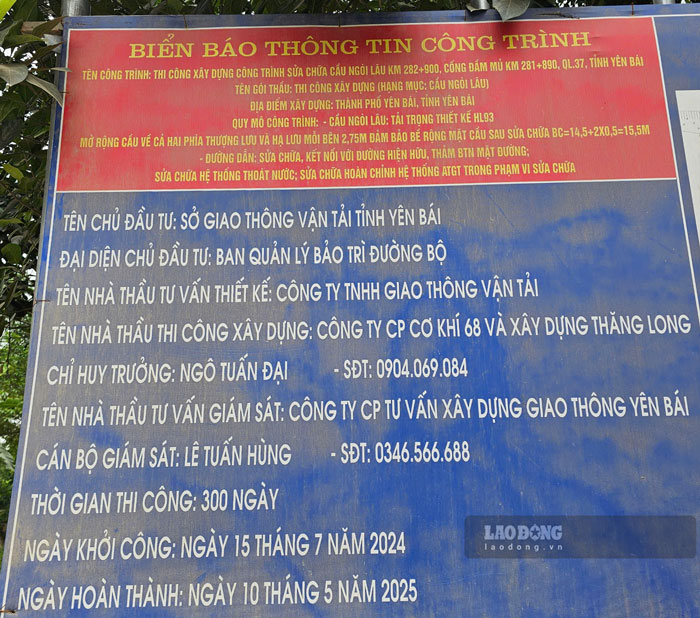 BIỂN BÁO THÔNG TIN CÔNG TRÌNH
TÊN CÔNG TRÌNH: THI CÔNG XÂY DỰNG CÔNG TRÌNH SỬA CHỮA CẦU NGÒI LÂU KM 282+900, CỐNG ĐẦM MỦ KM 281+890, QL.37, TỈNH YÊN BÁI
TÊN GÓI THẦU: THI CÔNG XÂY DỰNG (HẠNG MỤC: CẦU NGÒI LÂU)
ĐỊA ĐIỂM XÂY DỰNG: THÀNH PHỐ YÊN BÁI, TỈNH YÊN BÁI
QUY MÔ CÔNG TRÌNH: - CẦU NGÒI LÂU: TẢI TRỌNG THIẾT KẾ HL93
MỞ RỘNG CẦU VỀ CẢ HAI PHÍA THƯỢNG LƯU VÀ HẠ LƯU MỖI BÊN 2,75M ĐẢM BẢO BỀ RỘNG MẶT CẦU SAU SỬA CHỮA BC=14,5+2X0,5=15,5M
- ĐƯỜNG DẪN: SỬA CHỮA, KẾT NỐI VỚI ĐƯỜNG HIỆN HỮU, THẢM BTN MẶT ĐƯỜNG;
SỬA CHỮA HỆ THỐNG THOÁT NƯỚC; SỬA CHỮA HOÀN CHỈNH HỆ THỐNG ATGT TRONG PHẠM VI SỬA CHỮA
TÊN CHỦ ĐẦU TƯ: SỞ GIAO THÔNG VẬN TẢI TỈNH YÊN BÁI
ĐẠI DIỆN CHỦ ĐẦU TƯ: BAN QUẢN LÝ BẢO TRÌ ĐƯỜNG BỘ
TÊN NHÀ THẦU TƯ VẤN THIẾT KẾ: CÔNG TY TNHH GIAO THÔNG VẬN TẢI
TÊN NHÀ THẦU THI CÔNG XÂY DỰNG: CÔNG TY CP CƠ KHÍ 68 VÀ XÂY DỰNG THĂNG LONG
CHỈ HUY TRƯỞNG: NGÔ TUẤN ĐẠI - SĐT: 0904.069.084
TÊN NHÀ THẦU TƯ VẤN GIÁM SÁT: CÔNG TY CP TƯ VẤN XÂY DỰNG GIAO THÔNG YÊN BÁI
CÁN BỘ GIÁM SÁT: LÊ TUẤN HÙNG - SĐT: 0346.566.688
THỜI GIAN THI CÔNG: 300 NGÀY
NGÀY KHỞI CÔNG: NGÀY 15 THÁNG 7 NĂM 2024
NGÀY HOÀN THÀNH: NGÀY 10 THÁNG 5 NĂM 2025
LAO ĐỘNG
laodong.vn